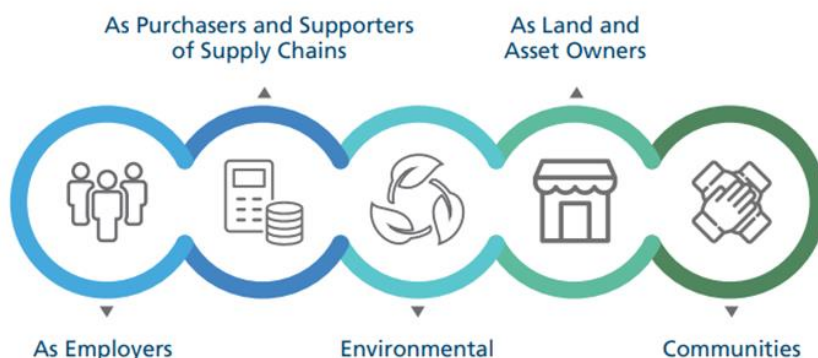 As Purchasers and Supporters
of Supply Chains
As Land and
Asset Owners
As Employers
Environmental
Communities